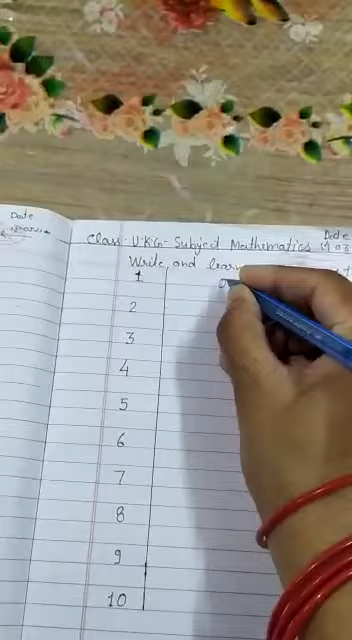 Date
Date
Class- U.K.G- Subject Mathematics
Write, and learn
1
2
3
4
5
6
7
8
9
10